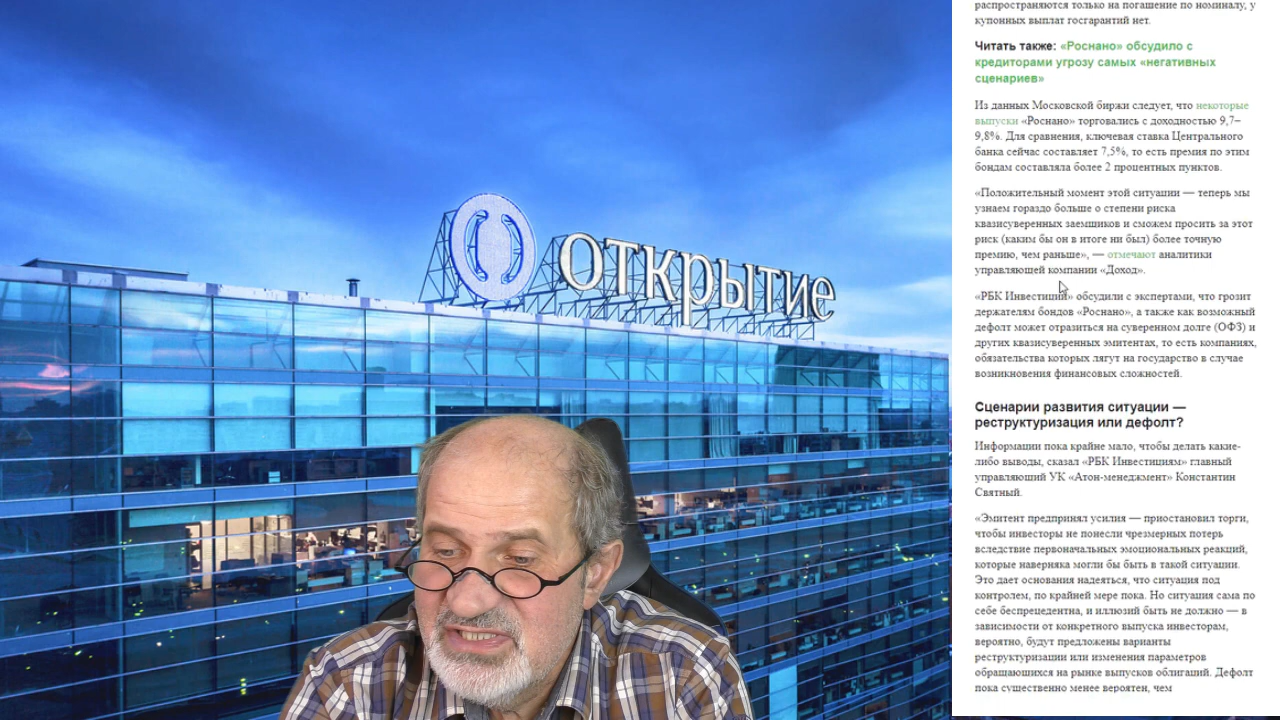 открытие
распространяются только на погашение по номиналу, у
купонных выплат госгарантий нет.
Читать также: «Роснано» обсудило с
кредиторами угрозу самых «негативных
сценариев»
Из данных Московской биржи следует, что некоторые
выпуски «Роснано» торговались с доходностью 9,7–
9,8%. Для сравнения, ключевая ставка Центрального
банка сейчас составляет 7,5%, то есть премия по этим
бондам составляла более 2 процентных пунктов.
«Положительный момент этой ситуации — теперь мы
узнаем гораздо больше о степени риска
квазисуверенных заемщиков и сможем просить за этот
риск (каким бы он в итоге ни был) более точную
премию, чем раньше», — отмечают аналитики
управляющей компании «Доход».
«РБК Инвестиции» обсудили с экспертами, что грозит
держателям бондов «Роснано», а также как возможный
дефолт может отразиться на суверенном долге (ОФЗ) и
других квазисуверенных эмитентах, то есть компаниях,
обязательства которых лягут на государство в случае
возникновения финансовых сложностей.
Сценарии развития ситуации —
реструктуризация или дефолт?
Информации пока крайне мало, чтобы делать какие-
либо выводы, сказал «РБК Инвестициям» главный
управляющий УК «Атон-менеджмент» Константин
Святный.
«Эмитент предпринял усилия — приостановил торги,
чтобы инвесторы не понесли чрезмерных потерь
вследствие первоначальных эмоциональных реакций,
которые наверняка могли бы быть в такой ситуации.
Это дает основания надеяться, что ситуация под
контролем, по крайней мере пока. Но ситуация сама по
себе беспрецедентна, и иллюзий быть не должно — в
зависимости от конкретного выпуска инвесторам,
вероятно, будут предложены варианты
реструктуризации или изменения параметров
обращающихся на рынке выпусков облигаций. Дефолт
пока существенно менее вероятен, чем